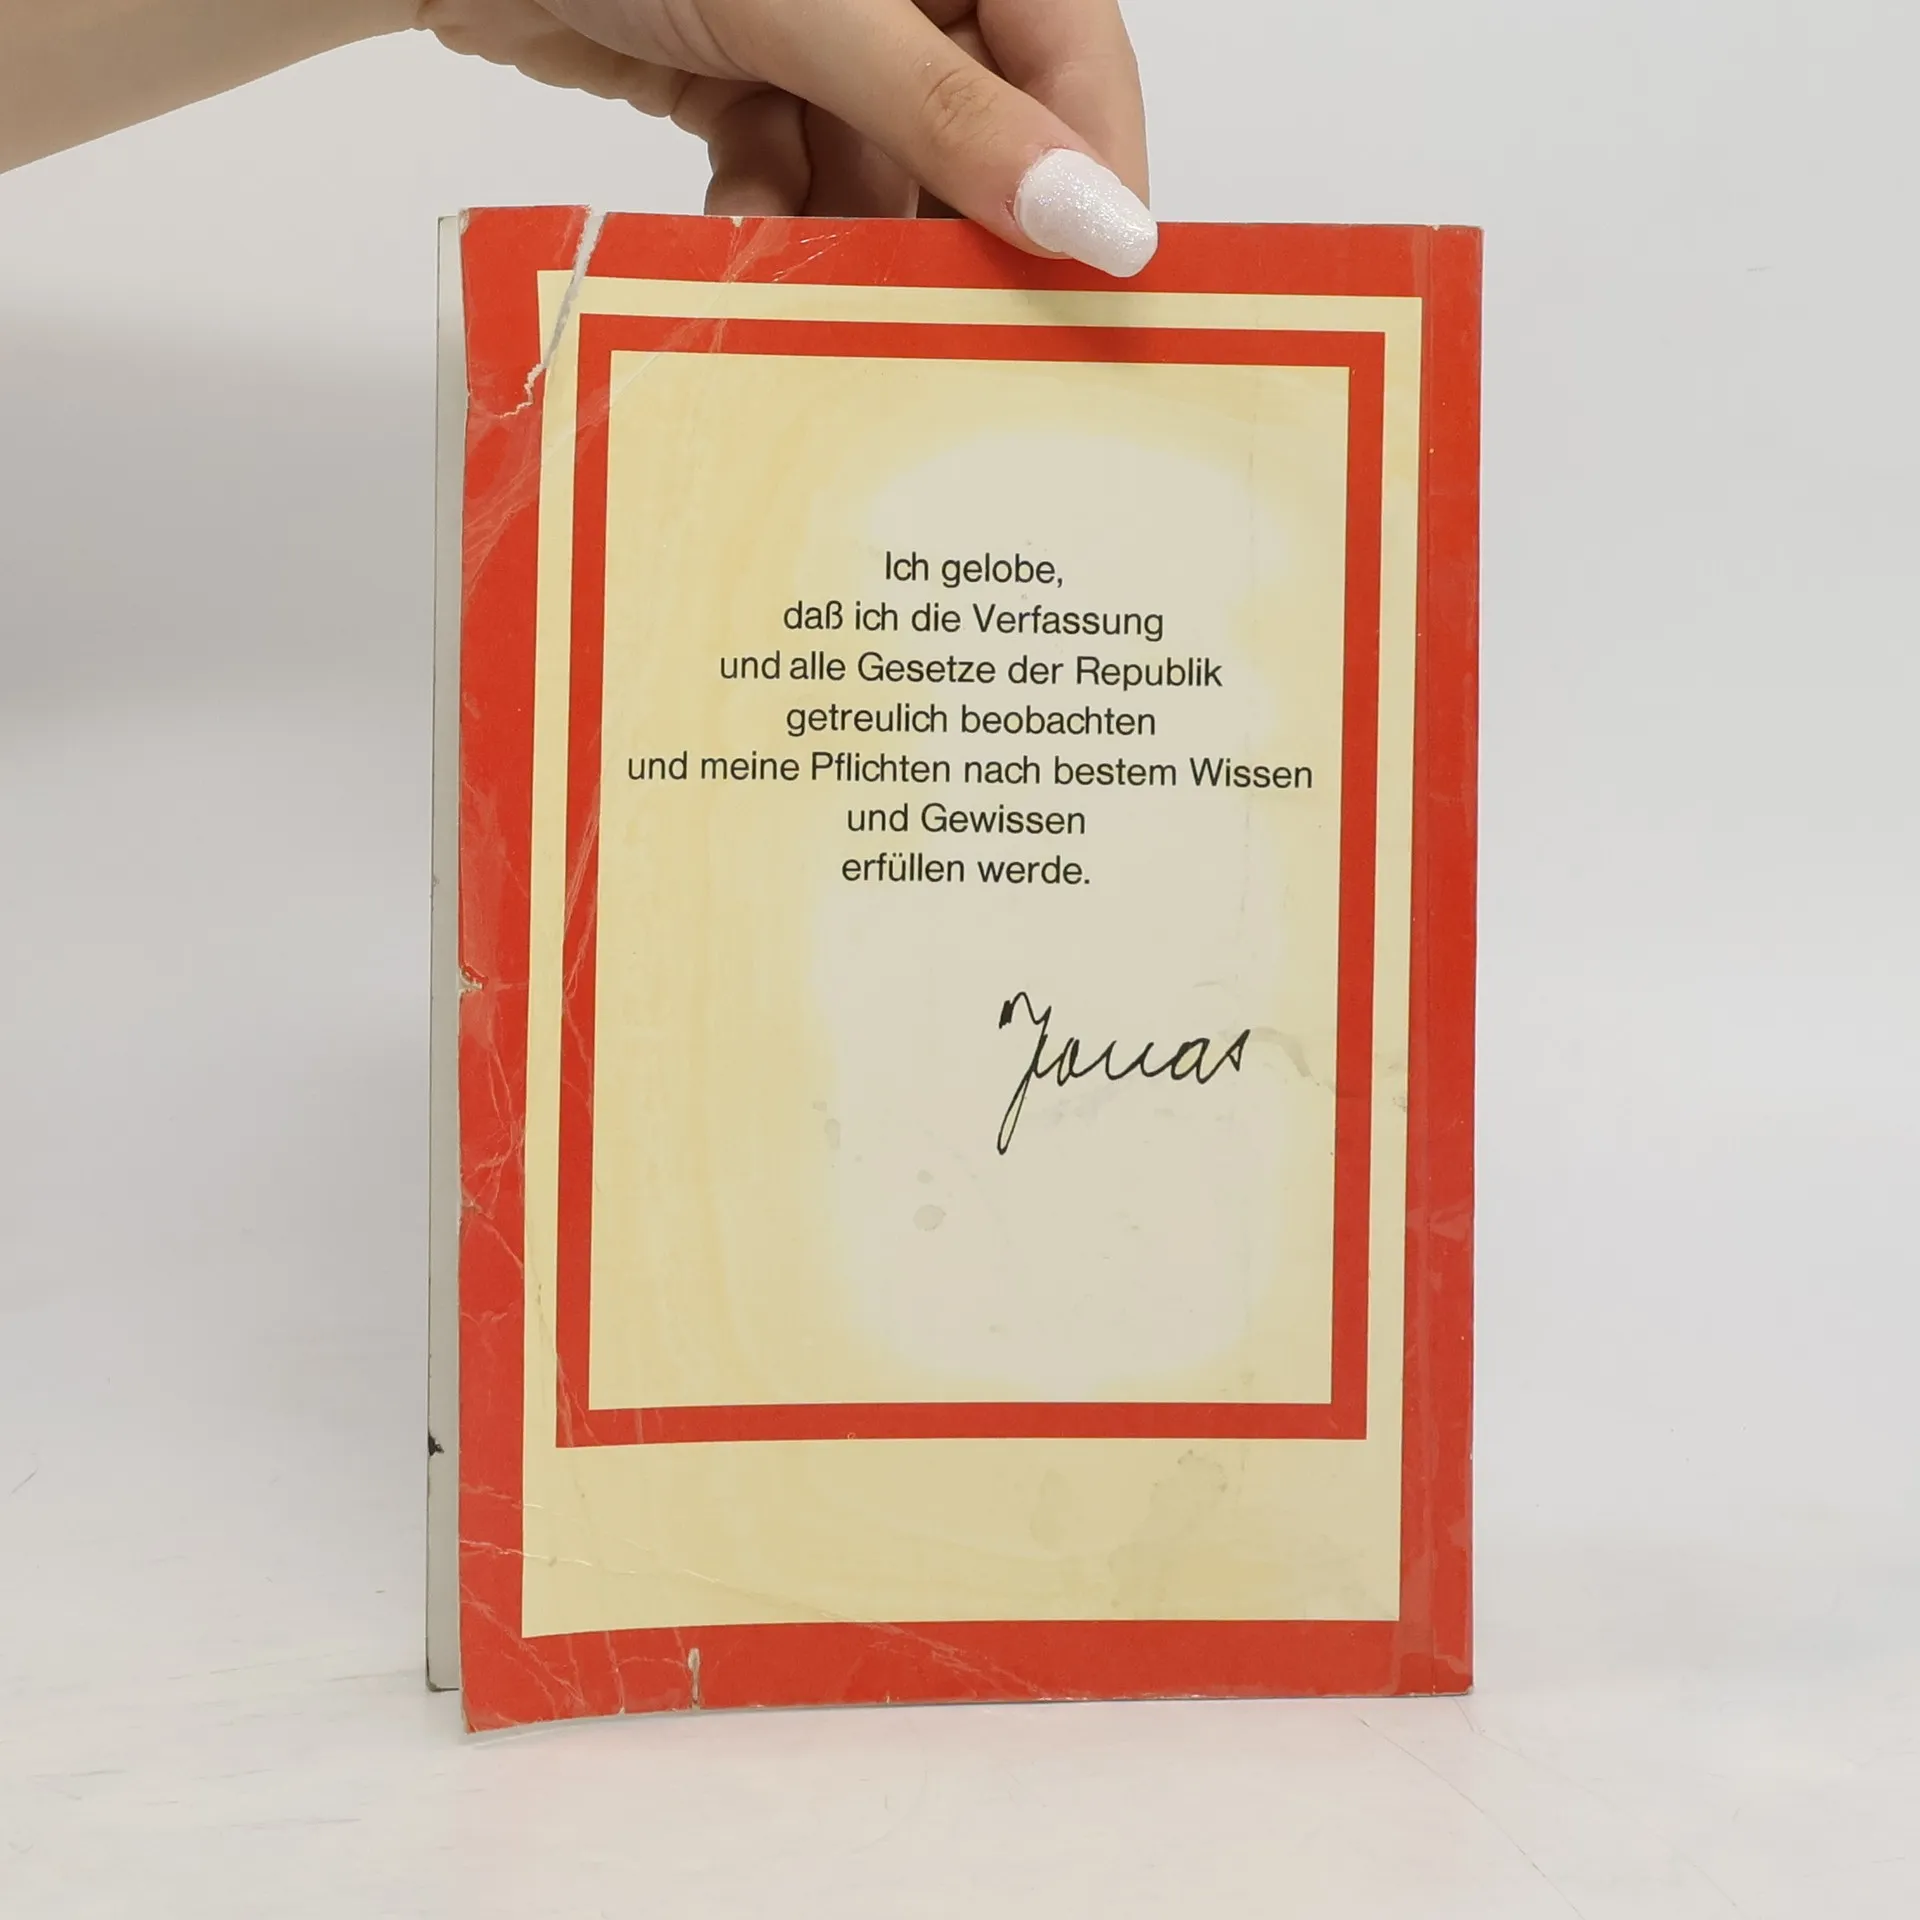 Ich gelobe,
daß ich die Verfassung
und alle Gesetze der Republik
getreulich beobachten
und meine Pflichten nach bestem Wissen
und Gewissen
erfüllen werde.
Jonas